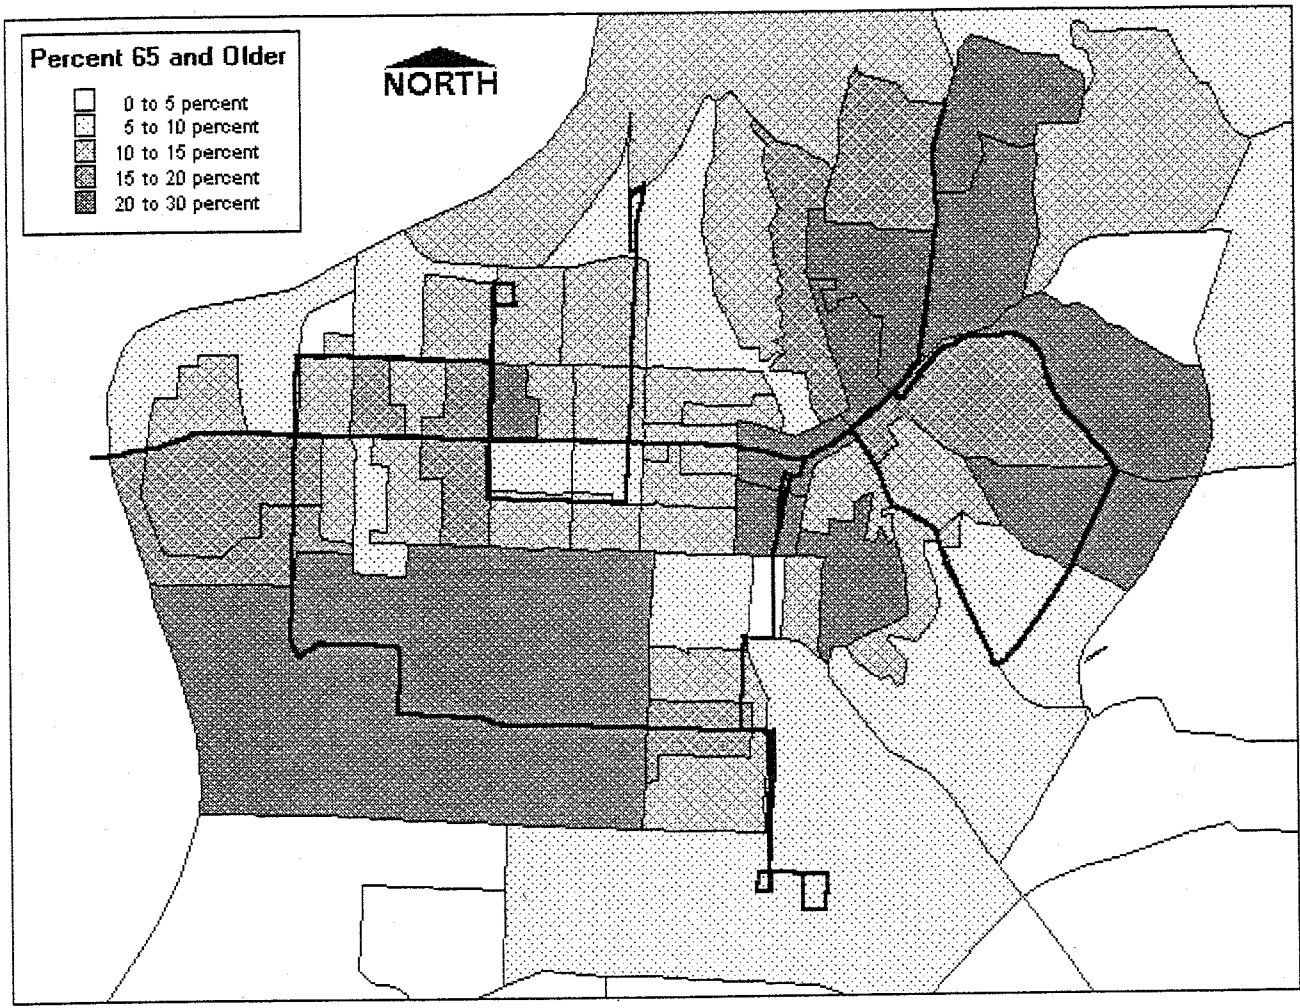 Percent 65 and Older
0 to 5 percent
5 to 10 percent
10 to 15 percent
15 to 20 percent
20 to 30 percent
NORTH